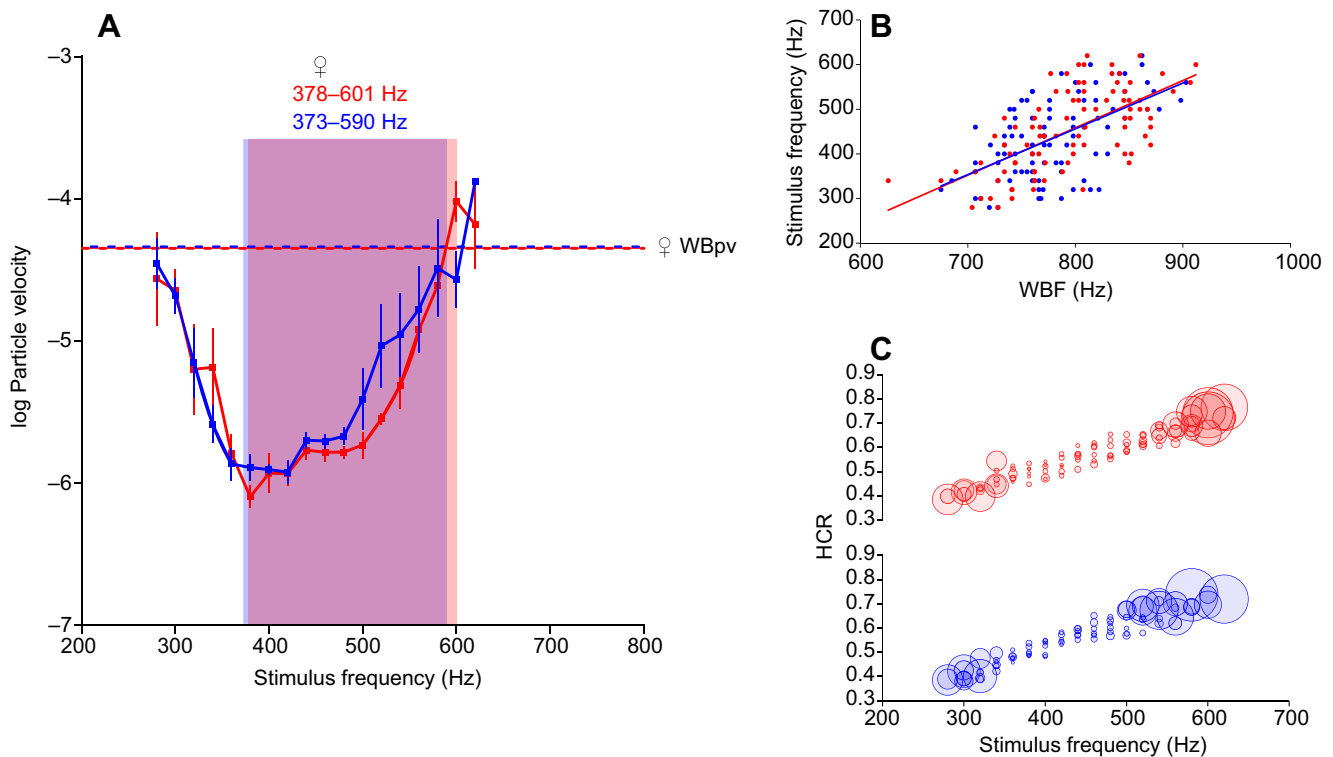 A
♀
378–601 Hz
373–590 Hz
–3
–4
–5
–6
–7
log Particle velocity
♀ WBpv
200 300 400 500 600 700 800
Stimulus frequency (Hz)
B
700
600
500
400
300
200
Stimulus frequency (Hz)
600 700 800 900 1000
WBF (Hz)
C
0.9
0.8
0.7
0.6
0.5
0.4
0.3
HCR
0.9
0.8
0.7
0.6
0.5
0.4
0.3
200 300 400 500 600 700
Stimulus frequency (Hz)